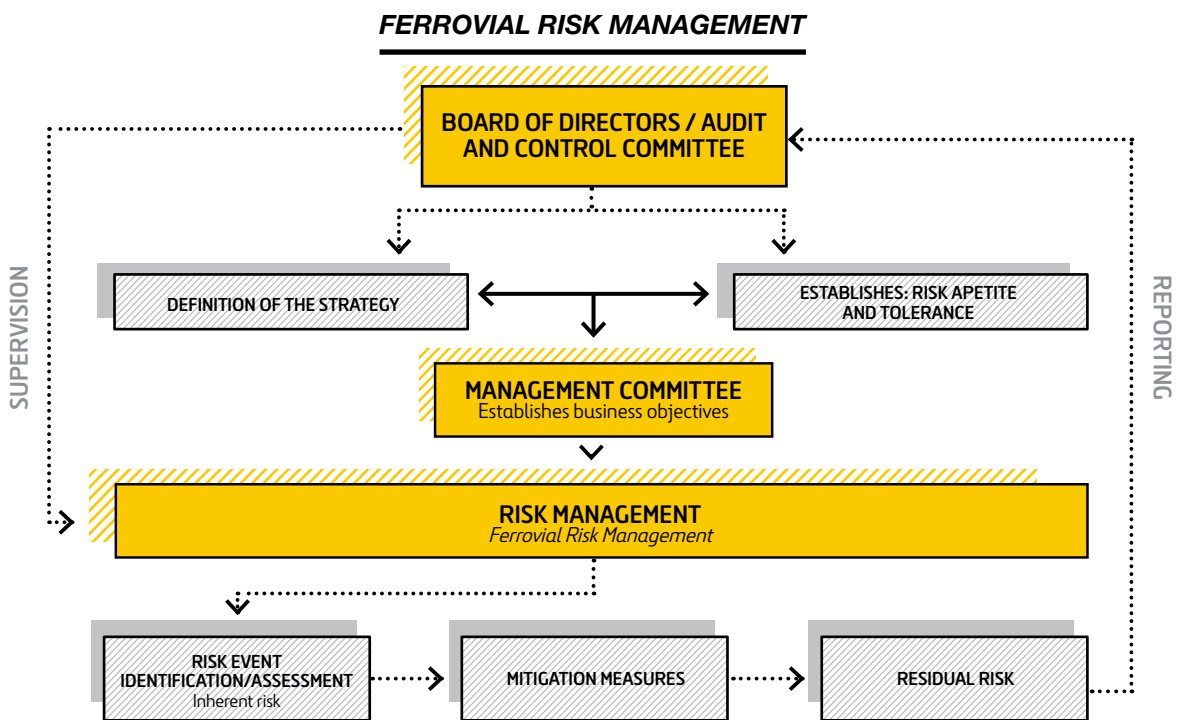 FERROVIAL RISK MANAGEMENT
BOARD OF DIRECTORS / AUDIT
AND CONTROL COMMITTEE
SUPERVISION
REPORTING
DEFINITION OF THE STRATEGY
ESTABLISHES: RISK APETITE
AND TOLERANCE
MANAGEMENT COMMITTEE
Establishes business objectives
RISK MANAGEMENT
Ferrovial Risk Management
RISK EVENT
IDENTIFICATION/ASSESSMENT
Inherent risk
MITIGATION MEASURES
RESIDUAL RISK